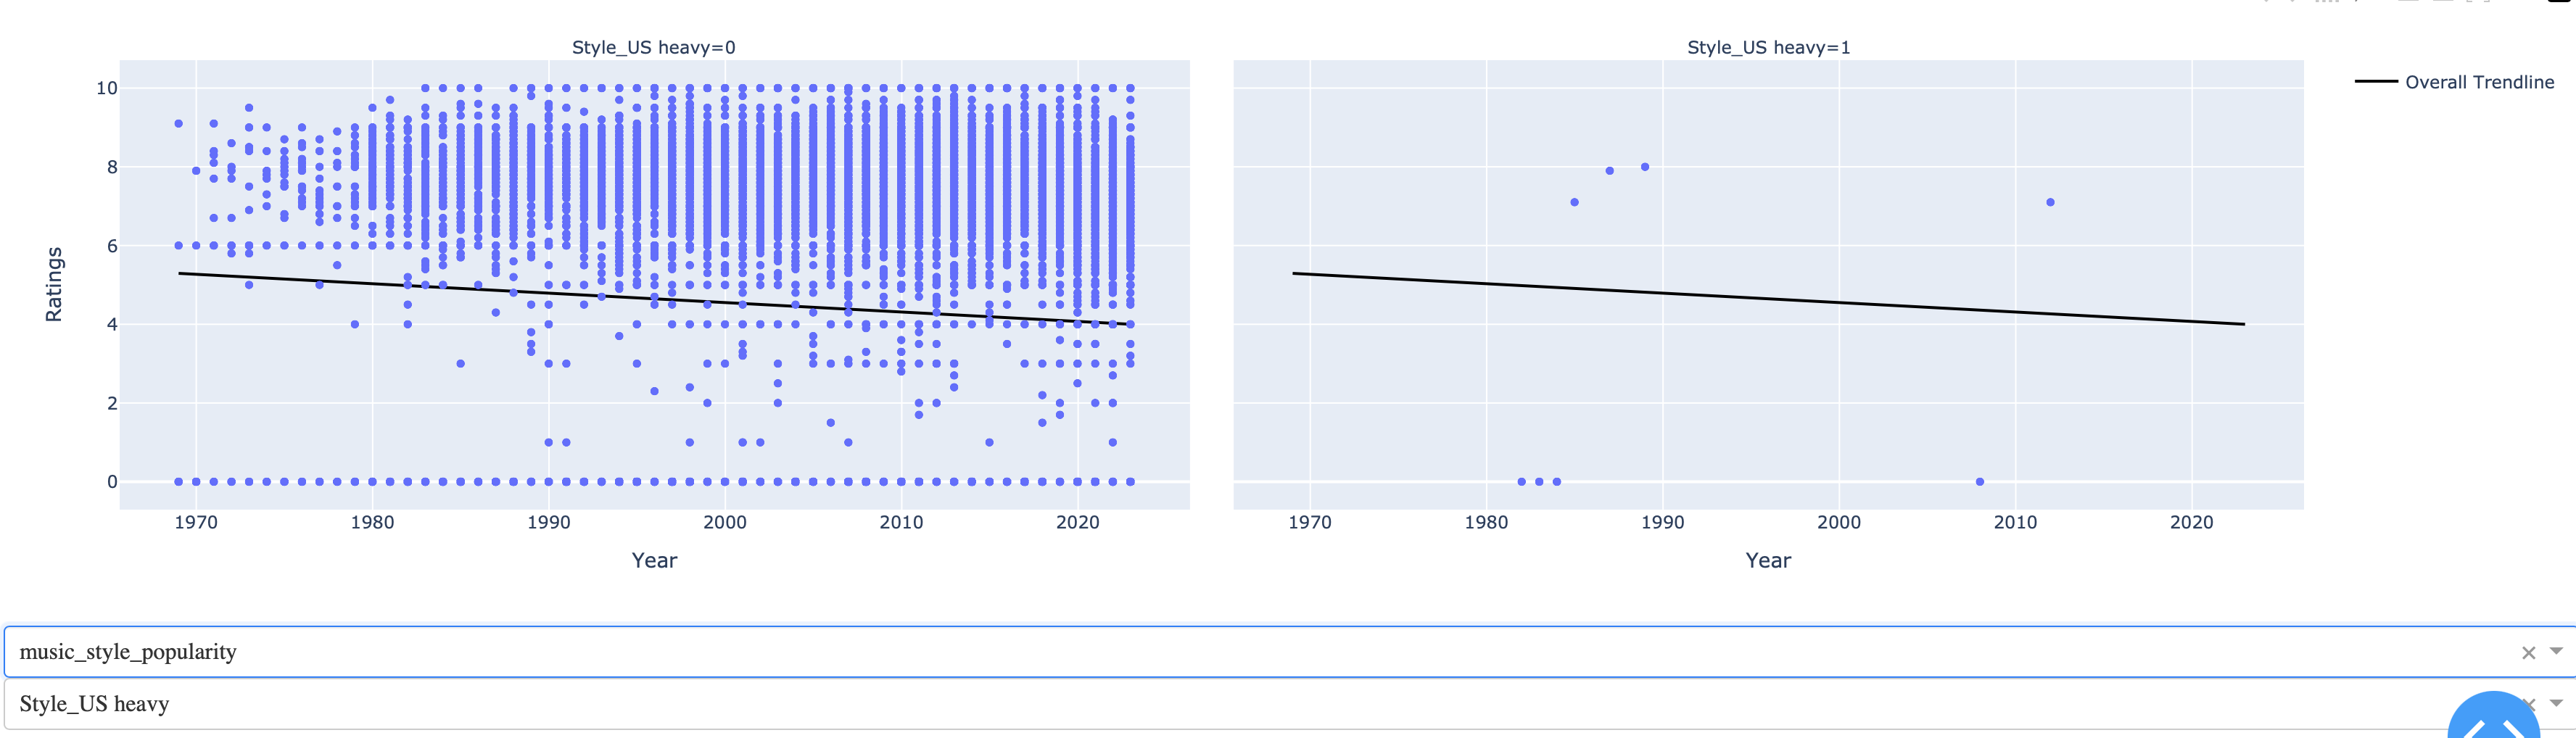 Style_US heavy=0
Style_US heavy=1
Overall Trendline
Ratings
10
8
6
4
2
0
1970 1980 1990 2000 2010 2020
1970 1980 1990 2000 2010 2020
Year
Year
music_style_popularity
Style_US heavy